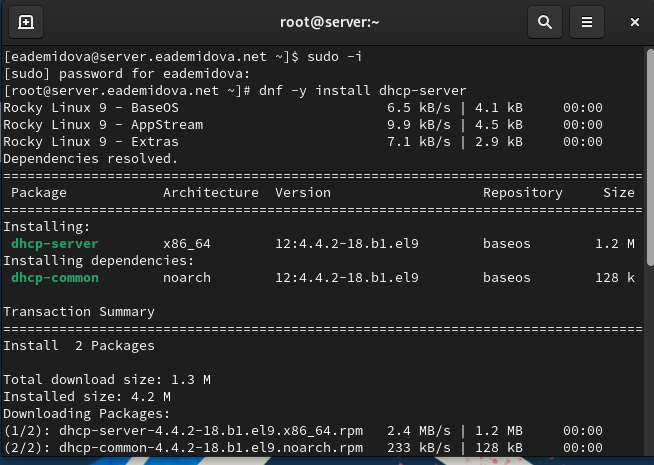 root@server:~
[eademidova@server.eademidova.net ~]$ sudo -i
[sudo] password for eademidova:
[root@server.eademidova.net ~]# dnf -y install dhcp-server
Rocky Linux 9 - BaseOS                          6.5 kB/s | 4.1 kB     00:00
Rocky Linux 9 - AppStream                       9.9 kB/s | 4.5 kB     00:00
Rocky Linux 9 - Extras                          7.1 kB/s | 2.9 kB     00:00
Dependencies resolved.
================================================================================
 Package            Architecture  Version                   Repository     Size
================================================================================
Installing:
 dhcp-server        x86_64        12:4.4.2-18.b1.el9        baseos        1.2 M
Installing dependencies:
 dhcp-common        noarch        12:4.4.2-18.b1.el9        baseos        128 k
Transaction Summary
================================================================================
Install  2 Packages
Total download size: 1.3 M
Installed size: 4.2 M
Downloading Packages:
(1/2): dhcp-server-4.4.2-18.b1.el9.x86_64.rpm   2.4 MB/s | 1.2 MB     00:00
(2/2): dhcp-common-4.4.2-18.b1.el9.noarch.rpm   233 kB/s | 128 kB     00:00